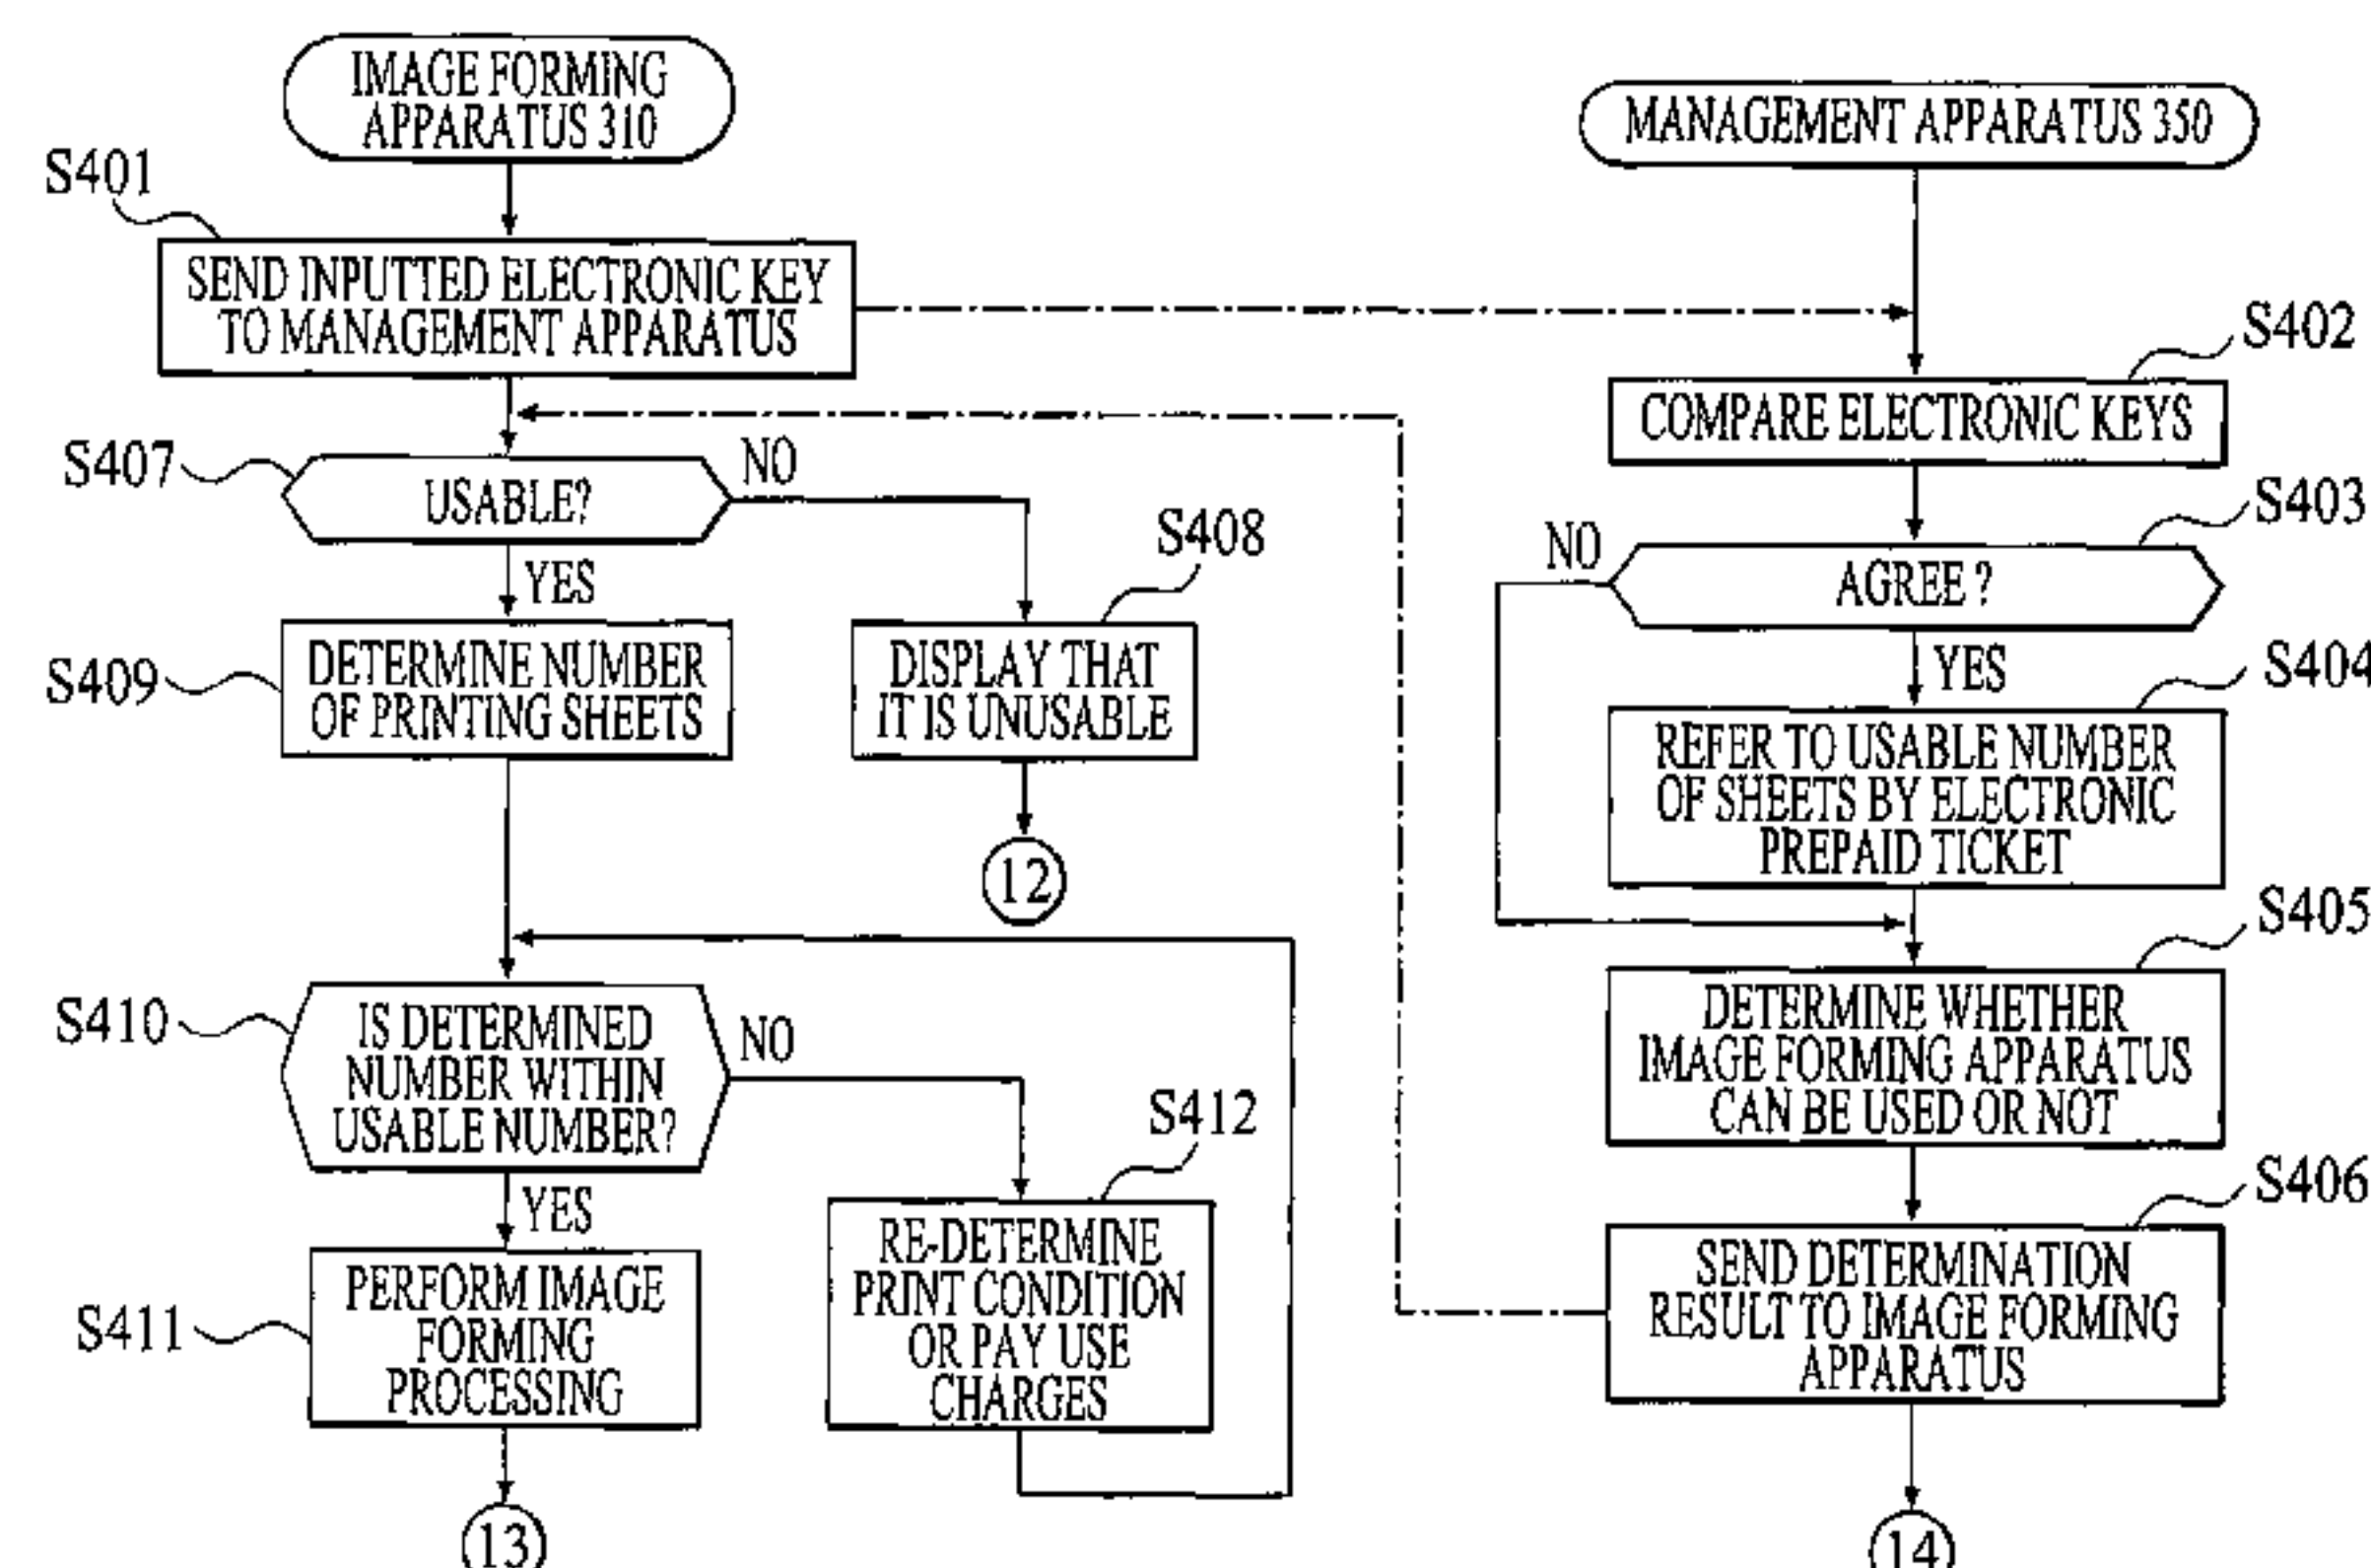 IMAGE FORMING
APPARATUS 310
S401
SEND INPUTTED ELECTRONIC KEY
TO MANAGEMENT APPARATUS
S407
USABLE?
NO
YES
S408
DISPLAY THAT
IT IS UNUSABLE
12
S409
DETERMINE NUMBER
OF PRINTING SHEETS
S410
IS DETERMINED
NUMBER WITHIN
USABLE NUMBER?
NO
YES
S412
RE-DETERMINE
PRINT CONDITION
OR PAY USE
CHARGES
S411
PERFORM IMAGE
FORMING
PROCESSING
13
MANAGEMENT APPARATUS 350
S402
COMPARE ELECTRONIC KEYS
S403
AGREE ?
NO
YES
S404
REFER TO USABLE NUMBER
OF SHEETS BY ELECTRONIC
PREPAID TICKET
S405
DETERMINE WHETHER
IMAGE FORMING APPARATUS
CAN BE USED OR NOT
S406
SEND DETERMINATION
RESULT TO IMAGE FORMING
APPARATUS
14